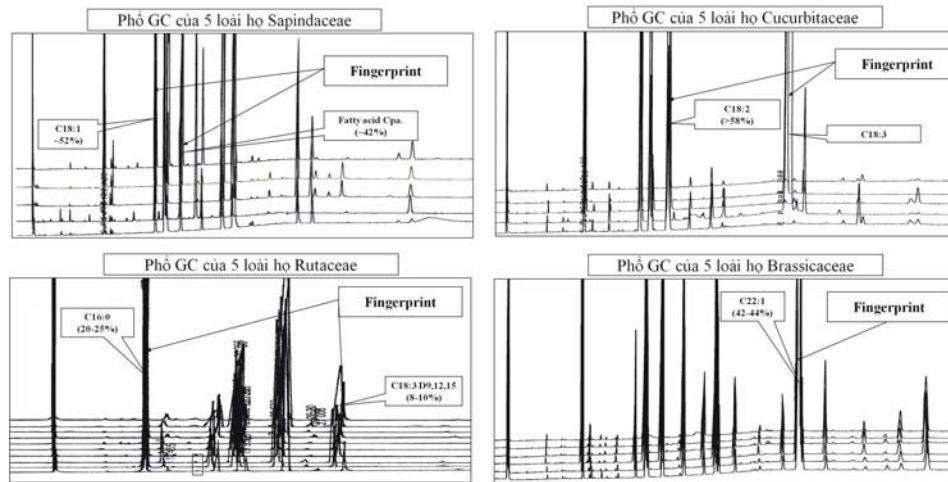 Phổ GC của 5 loài họ Sapindaceae
Fingerprint
C18:1
~52%)
Fatty acid Cpa.
(~42%)
Phổ GC của 5 loài họ Cucurbitaceae
Fingerprint
C18:2
(>58%)
C18:3
Phổ GC của 5 loài họ Rutaceae
Fingerprint
C16:0
(20-25%)
C18:3 D9,12,15
(8-10%)
Phổ GC của 5 loài họ Brassicaceae
C22:1
(42-44%)
Fingerprint